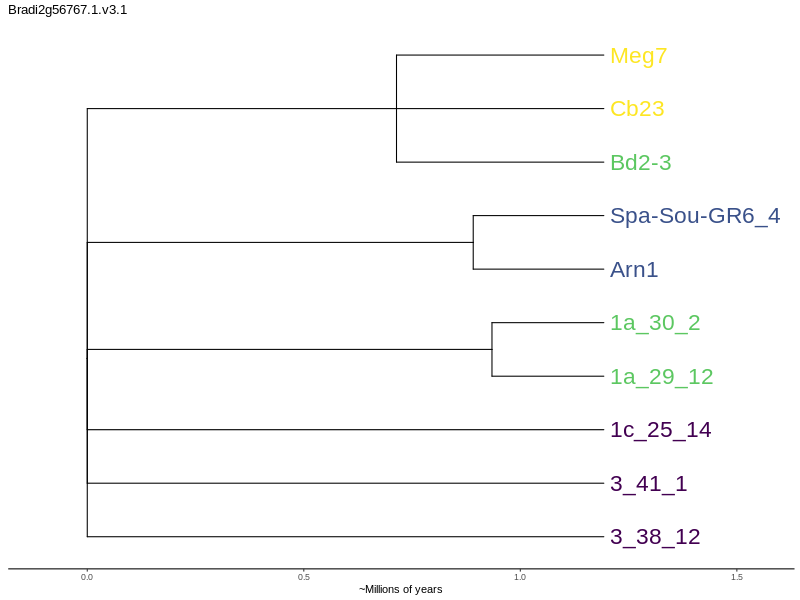 Bradi2g56767.1.v3.1
Meg7
Cb23
Bd2-3
Spa-Sou-GR6_4
Arn1
1a_30_2
1a_29_12
1c_25_14
3_41_1
3_38_12
0.0 0.5 1.0 1.5
~Millions of years